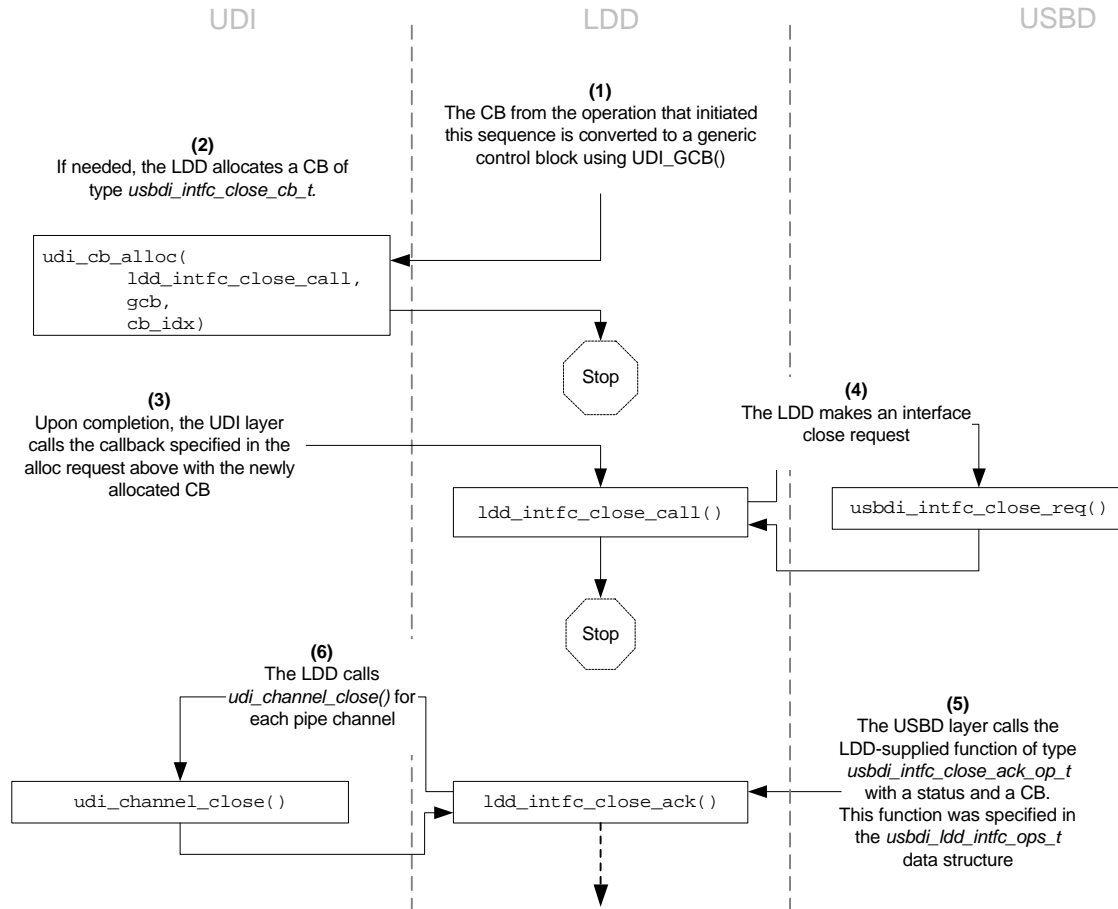 UDI
LDD
USBD
(1)
The CB from the operation that initiated
this sequence is converted to a generic
control block using UDI_GCB()
(2)
If needed, the LDD allocates a CB of
type usbdi_intfc_close_cb_t.
udi_cb_alloc(
ldd_intfc_close_call,
gcb,
cb_idx)
Stop
(3)
Upon completion, the UDI layer
calls the callback specified in the
alloc request above with the newly
allocated CB
(4)
The LDD makes an interface
close request
ldd_intfc_close_call()
usbdi_intfc_close_req()
Stop
(6)
The LDD calls
udi_channel_close() for
each pipe channel
(5)
The USBD layer calls the
LDD-supplied function of type
usbdi_intfc_close_ack_op_t
with a status and a CB.
This function was specified in
the usbdi_ldd_intfc_ops_t
data structure
udi_channel_close()
ldd_intfc_close_ack()